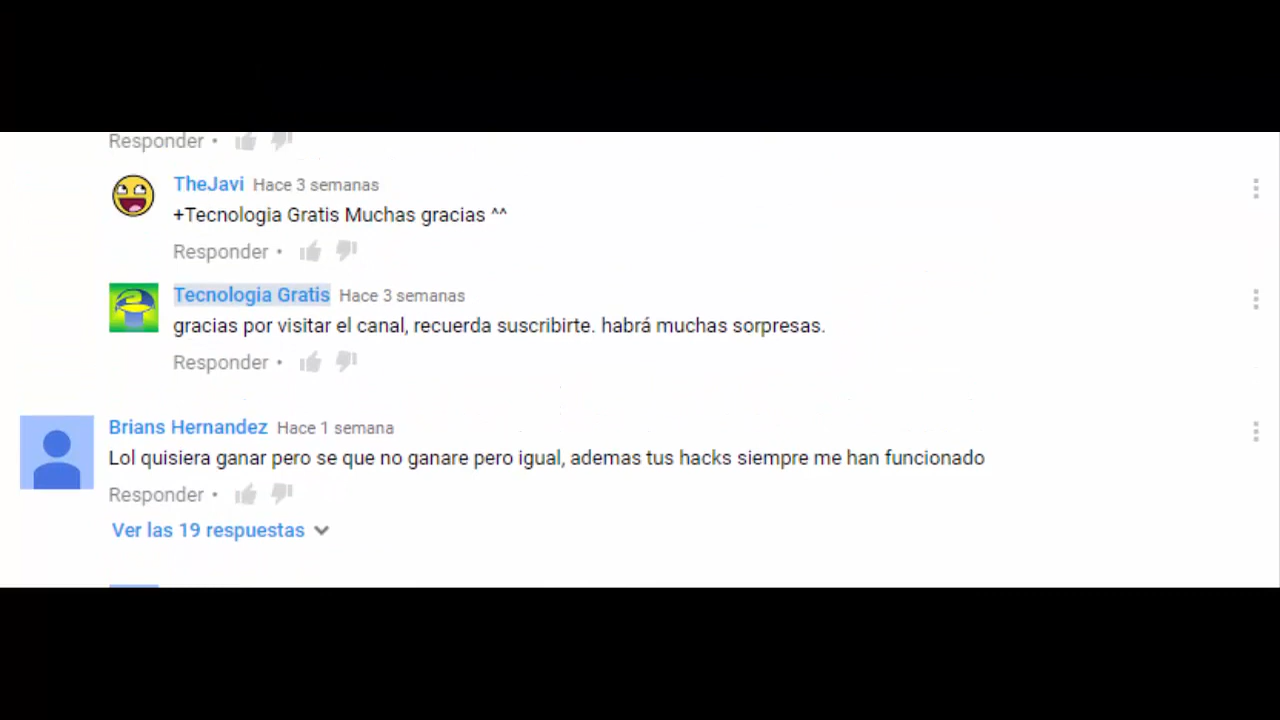 Responder •
TheJavi Hace 3 semanas
+Tecnologia Gratis Muchas gracias ^^
Responder •
Tecnologia Gratis Hace 3 semanas
gracias por visitar el canal, recuerda suscribirte. habrá muchas sorpresas.
Responder •
Brians Hernandez Hace 1 semana
Lol quisiera ganar pero se que no ganare pero igual, ademas tus hacks siempre me han funcionado
Responder •
Ver las 19 respuestas